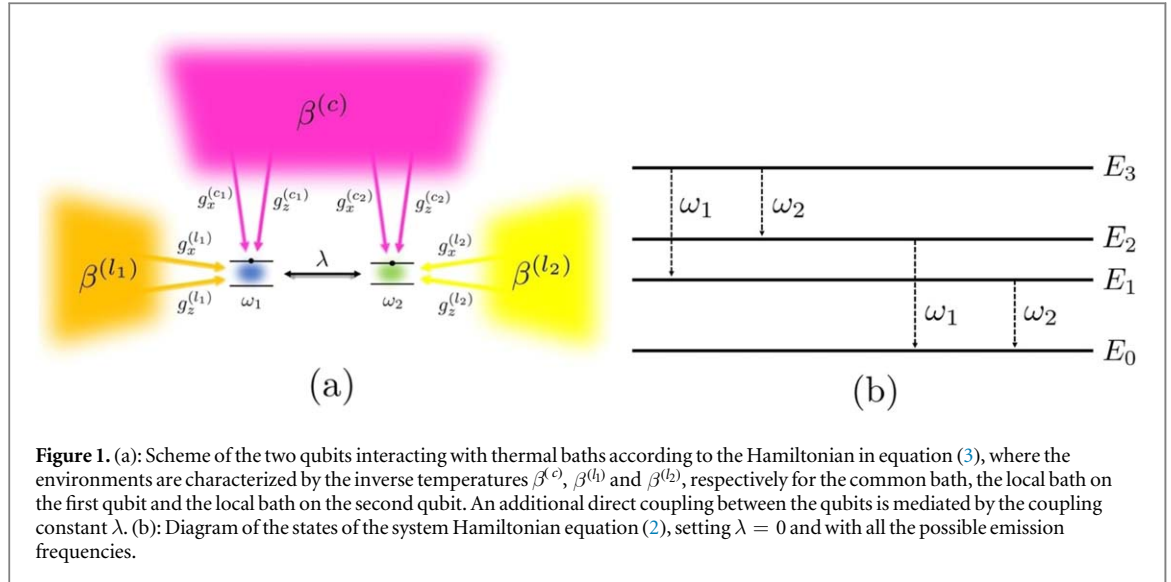 β^(c)
g_x^(c₁) g_z^(c₁) g_x^(c₂) g_z^(c₂)
β^(l₁) g_x^(l₁) λ g_x^(l₂) β^(l₂)
g_z^(l₁) ω₁ ω₂ g_z^(l₂)
(a)
E₃
ω₁ ω₂
E₂
E₁
ω₁ ω₂
E₀
(b)
Figure 1. (a): Scheme of the two qubits interacting with thermal baths according to the Hamiltonian in equation (3), where the
environments are characterized by the inverse temperatures β^(c), β^(l₁) and β^(l₂), respectively for the common bath, the local bath on
the first qubit and the local bath on the second qubit. An additional direct coupling between the qubits is mediated by the coupling
constant λ. (b): Diagram of the states of the system Hamiltonian equation (2), setting λ = 0 and with all the possible emission
frequencies.